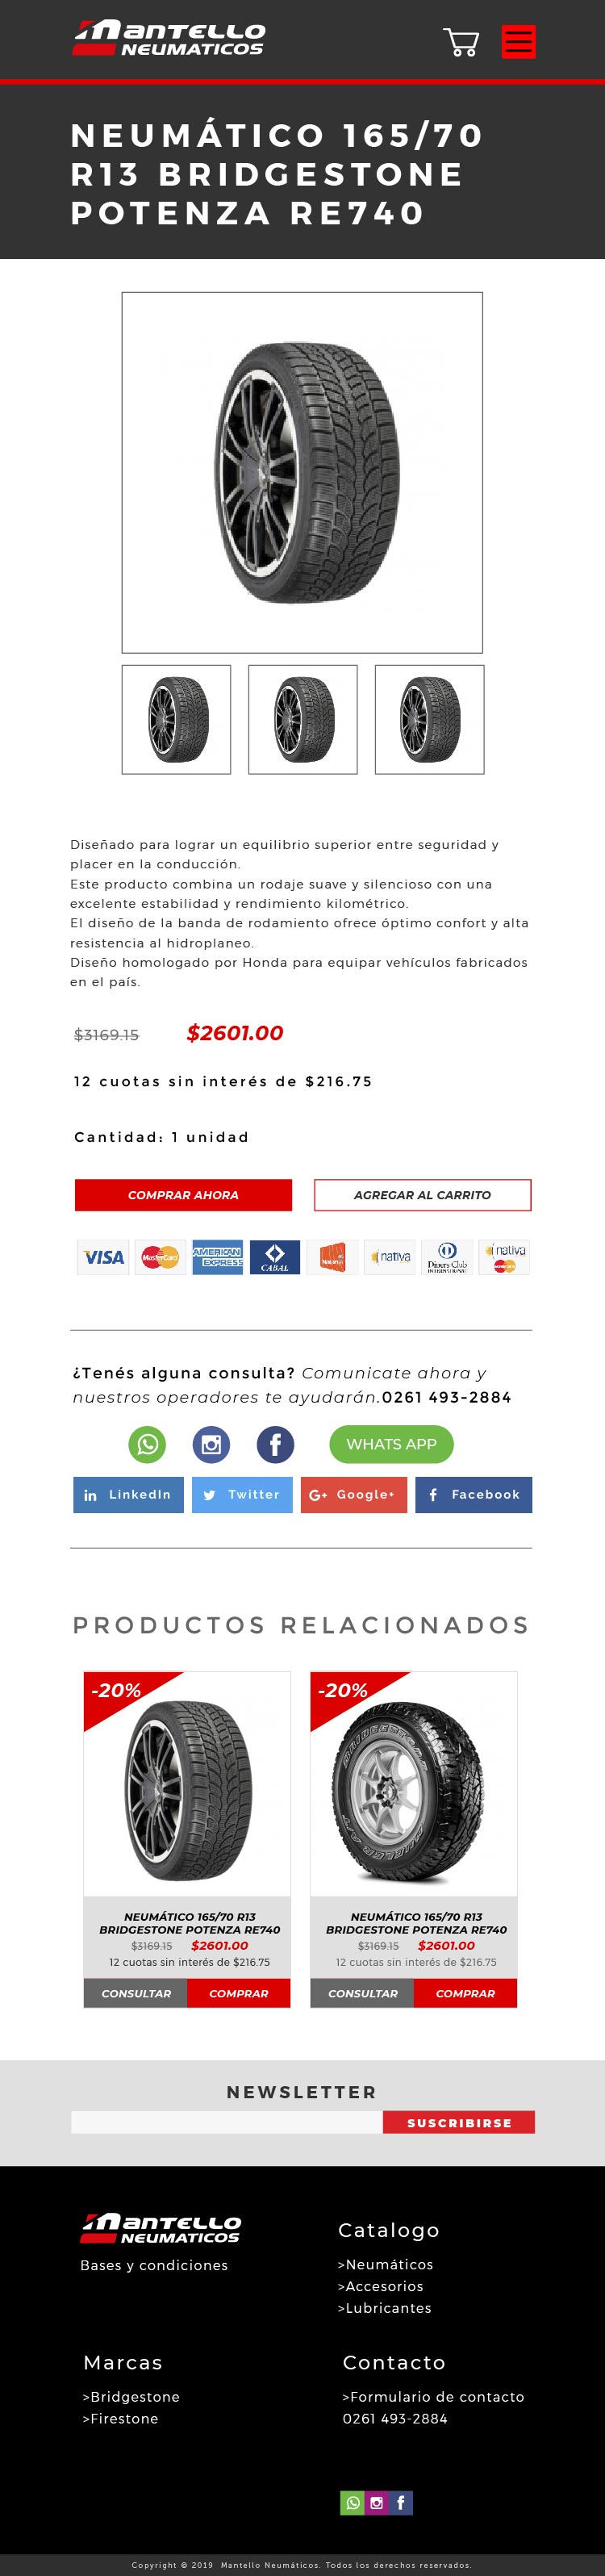 MANTELLO
NEUMATICOS
NEUMÁTICO 165/70
R13 BRIDGESTONE
POTENZA RE740
Diseñado para lograr un equilibrio superior entre seguridad y
placer en la conducción.
Este producto combina un rodaje suave y silencioso con una
excelente estabilidad y rendimiento kilométrico.
El diseño de la banda de rodamiento ofrece óptimo confort y alta
resistencia al hidroplaneo.
Diseño homologado por Honda para equipar vehículos fabricados
en el país.
$3169.15 $2601.00
12 cuotas sin interés de $216.75
Cantidad: 1 unidad
COMPRAR AHORA AGREGAR AL CARRITO
VISA MasterCard AMERICAN EXPRESS CABAL Naranja nativa Diners Club INTERNATIONAL nativa MasterCard
¿Tenés alguna consulta? Comunicate ahora y
nuestros operadores te ayudarán.0261 493-2884
WHATS APP
LinkedIn Twitter Google+ Facebook
PRODUCTOS RELACIONADOS
-20%
NEUMÁTICO 165/70 R13
BRIDGESTONE POTENZA RE740
$3169.15 $2601.00
12 cuotas sin interés de $216.75
CONSULTAR COMPRAR
-20%
BRIDGESTONE
DUELER A/T
NEUMÁTICO 165/70 R13
BRIDGESTONE POTENZA RE740
$3169.15 $2601.00
12 cuotas sin interés de $216.75
CONSULTAR COMPRAR
NEWSLETTER
SUSCRIBIRSE
MANTELLO
NEUMATICOS
Bases y condiciones
Catalogo
>Neumáticos
>Accesorios
>Lubricantes
Marcas
>Bridgestone
>Firestone
Contacto
>Formulario de contacto
0261 493-2884
Copyright © 2019 Mantello Neumáticos. Todos los derechos reservados.